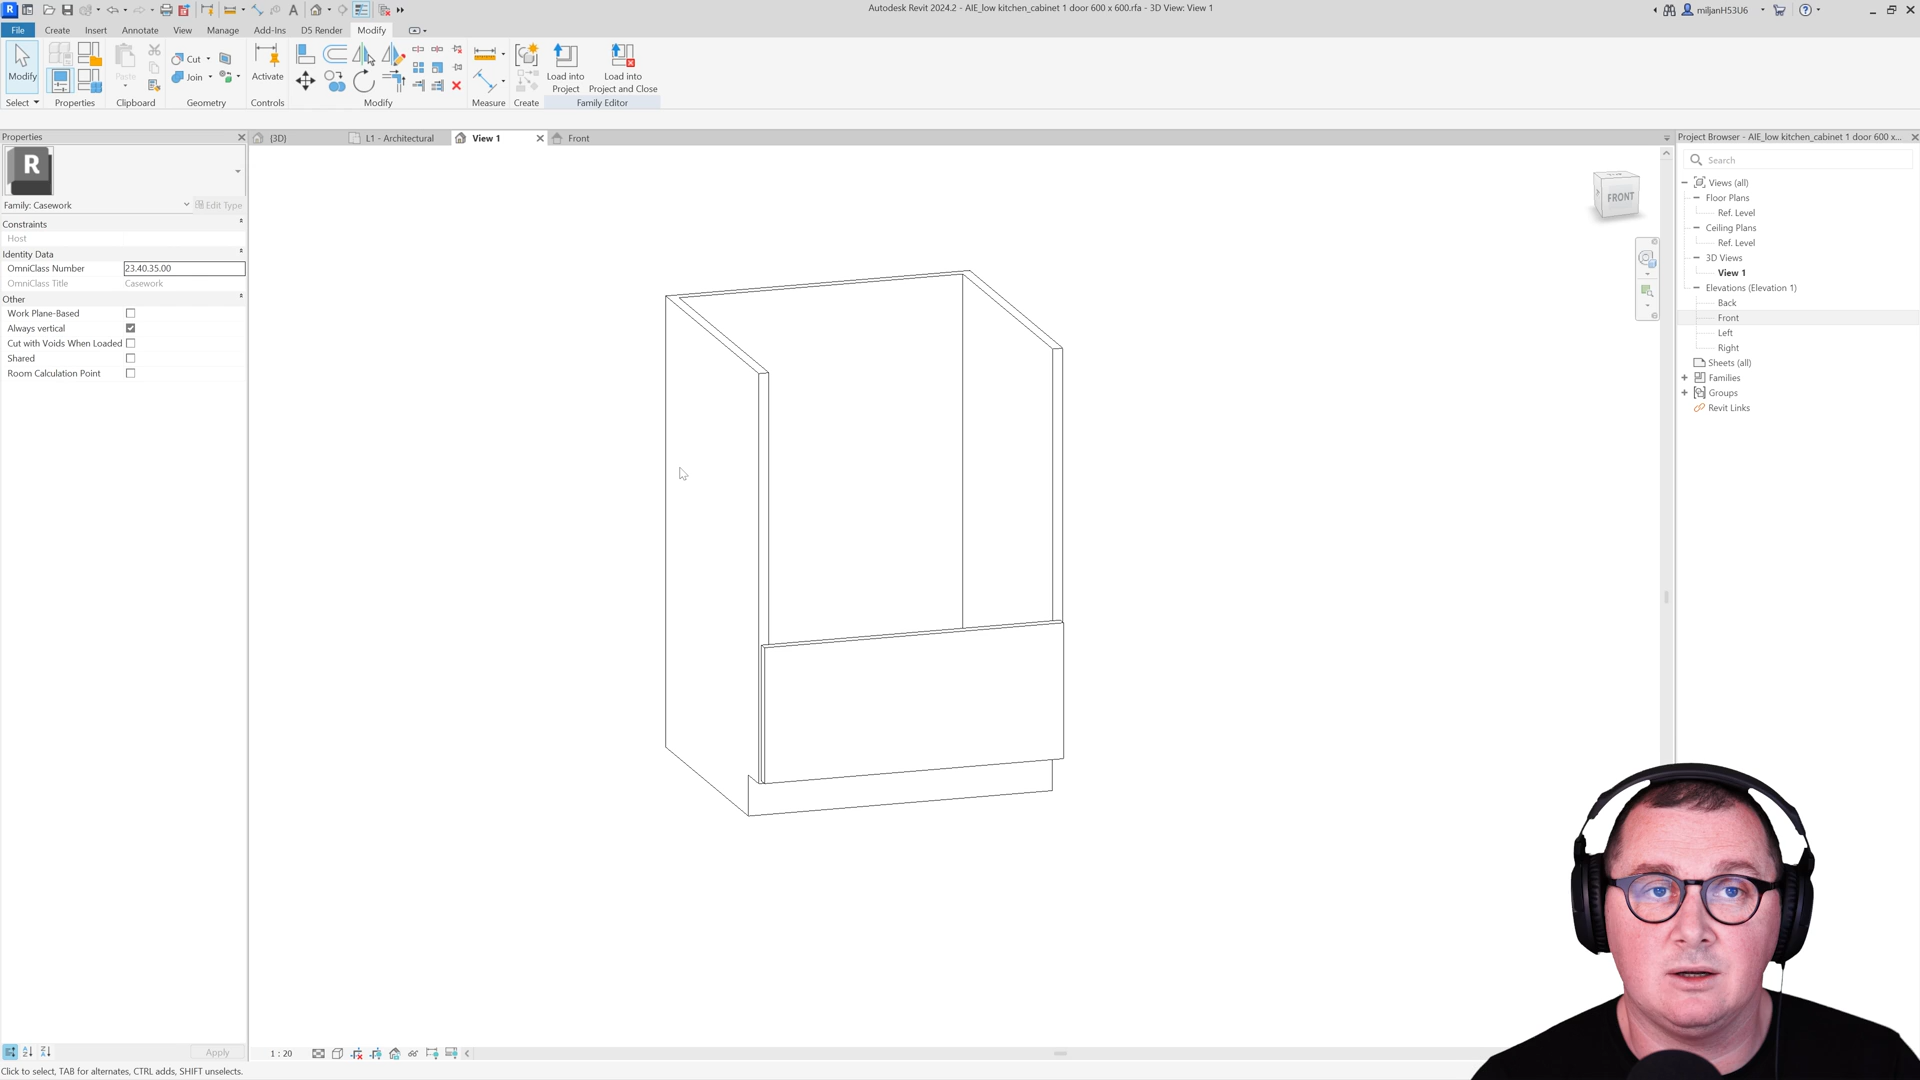 Autodesk Revit 2024.2 - AIE_low kitchen_cabinet 1 door 600 x 600.rfa - 3D View: View 1
miljanH53U6
File Create Insert Annotate View Manage Add-Ins D5 Render Modify
Modify
Paste
Cut
Join
Activate
Load into Project
Load into Project and Close
Select Properties Clipboard Geometry Controls Modify Measure Create Family Editor
Properties
{3D}
L1 - Architectural
View 1
Front
Project Browser - AIE_low kitchen_cabinet 1 door 600 x...
R
Family: Casework
Edit Type
Constraints
Host
Identity Data
OmniClass Number 23.40.35.00
OmniClass Title Casework
Other
Work Plane-Based
Always vertical
Cut with Voids When Loaded
Shared
Room Calculation Point
FRONT
Search
Views (all)
Floor Plans
Ref. Level
Ceiling Plans
Ref. Level
3D Views
View 1
Elevations (Elevation 1)
Back
Front
Left
Right
Sheets (all)
Families
Groups
Revit Links
Apply
1 : 20
Click to select, TAB for alternates, CTRL adds, SHIFT unselects.